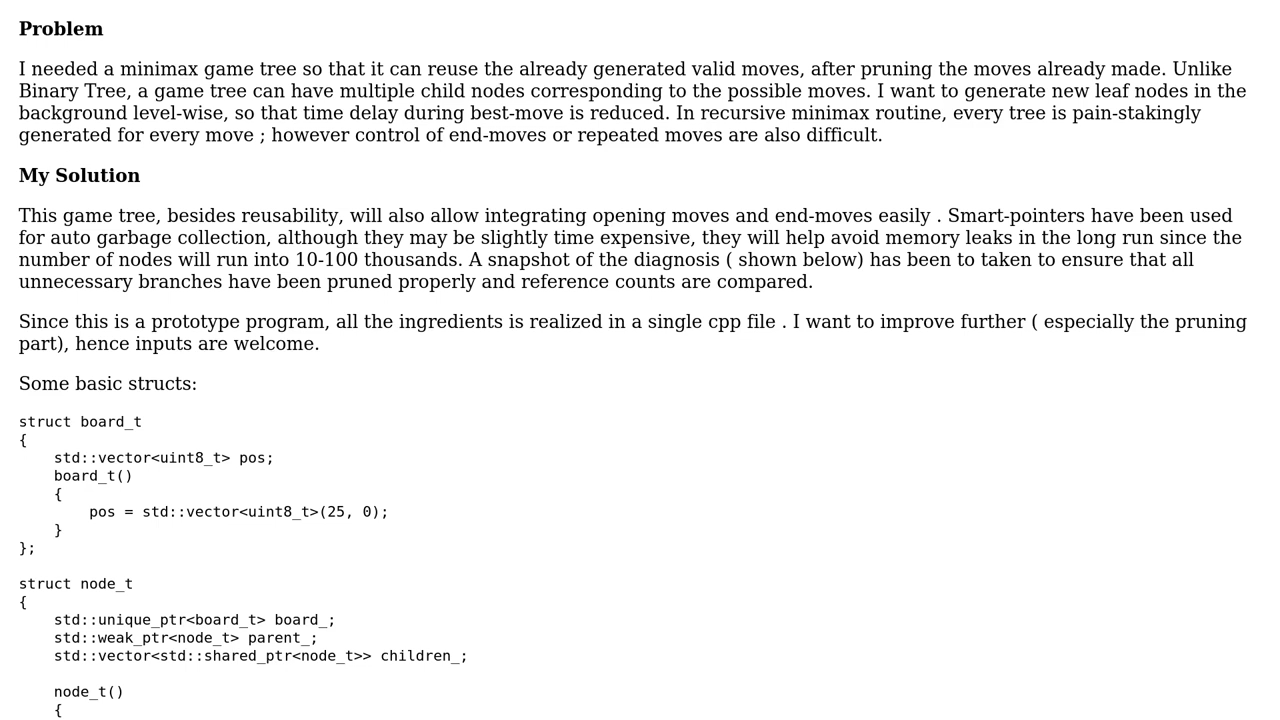 Problem
I needed a minimax game tree so that it can reuse the already generated valid moves, after pruning the moves already made. Unlike
Binary Tree, a game tree can have multiple child nodes corresponding to the possible moves. I want to generate new leaf nodes in the
background level-wise, so that time delay during best-move is reduced. In recursive minimax routine, every tree is pain-stakingly
generated for every move ; however control of end-moves or repeated moves are also difficult.
My Solution
This game tree, besides reusability, will also allow integrating opening moves and end-moves easily . Smart-pointers have been used
for auto garbage collection, although they may be slightly time expensive, they will help avoid memory leaks in the long run since the
number of nodes will run into 10-100 thousands. A snapshot of the diagnosis ( shown below) has been to taken to ensure that all
unnecessary branches have been pruned properly and reference counts are compared.
Since this is a prototype program, all the ingredients is realized in a single cpp file . I want to improve further ( especially the pruning
part), hence inputs are welcome.
Some basic structs:
struct board_t
{
    std::vector<uint8_t> pos;
    board_t()
    {
        pos = std::vector<uint8_t>(25, 0);
    }
};
struct node_t
{
    std::unique_ptr<board_t> board_;
    std::weak_ptr<node_t> parent_;
    std::vector<std::shared_ptr<node_t>> children_;
    node_t()
    {